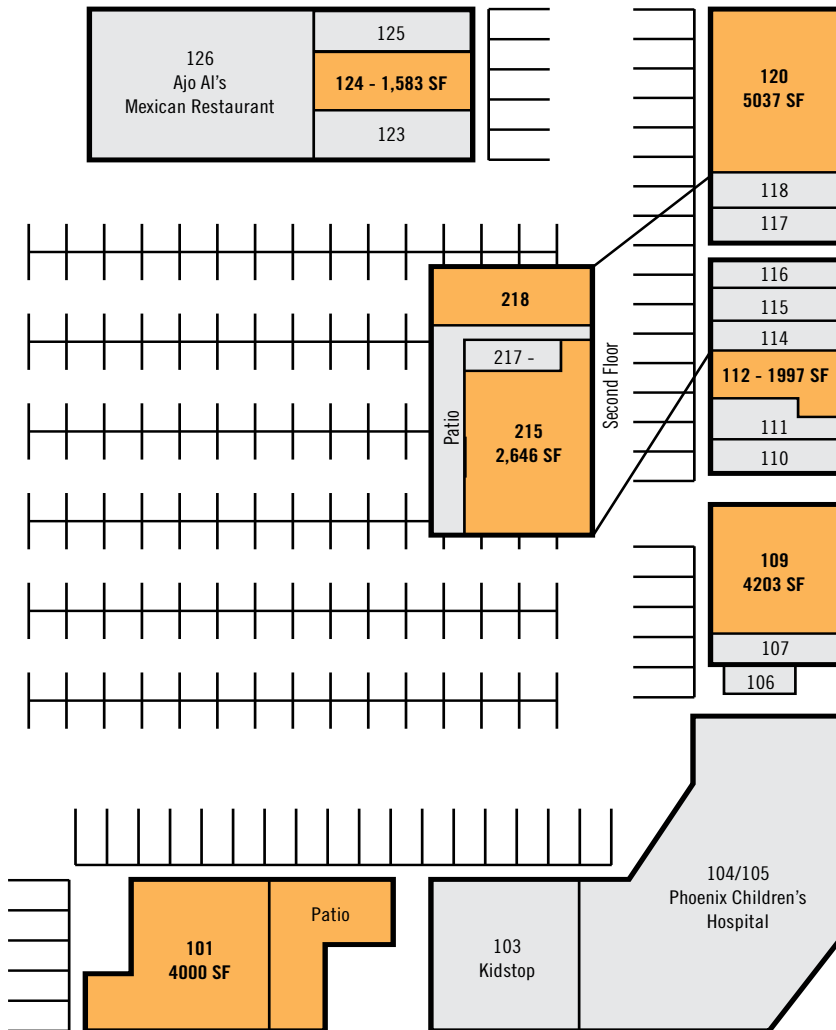 126
Ajo Al's
Mexican Restaurant
125
124 - 1,583 SF
123
120
5037 SF
118
117
116
115
114
112 - 1997 SF
111
110
218
217 -
215
2,646 SF
Patio
Second Floor
109
4203 SF
107
106
104/105
Phoenix Children's
Hospital
103
Kidstop
Patio
101
4000 SF